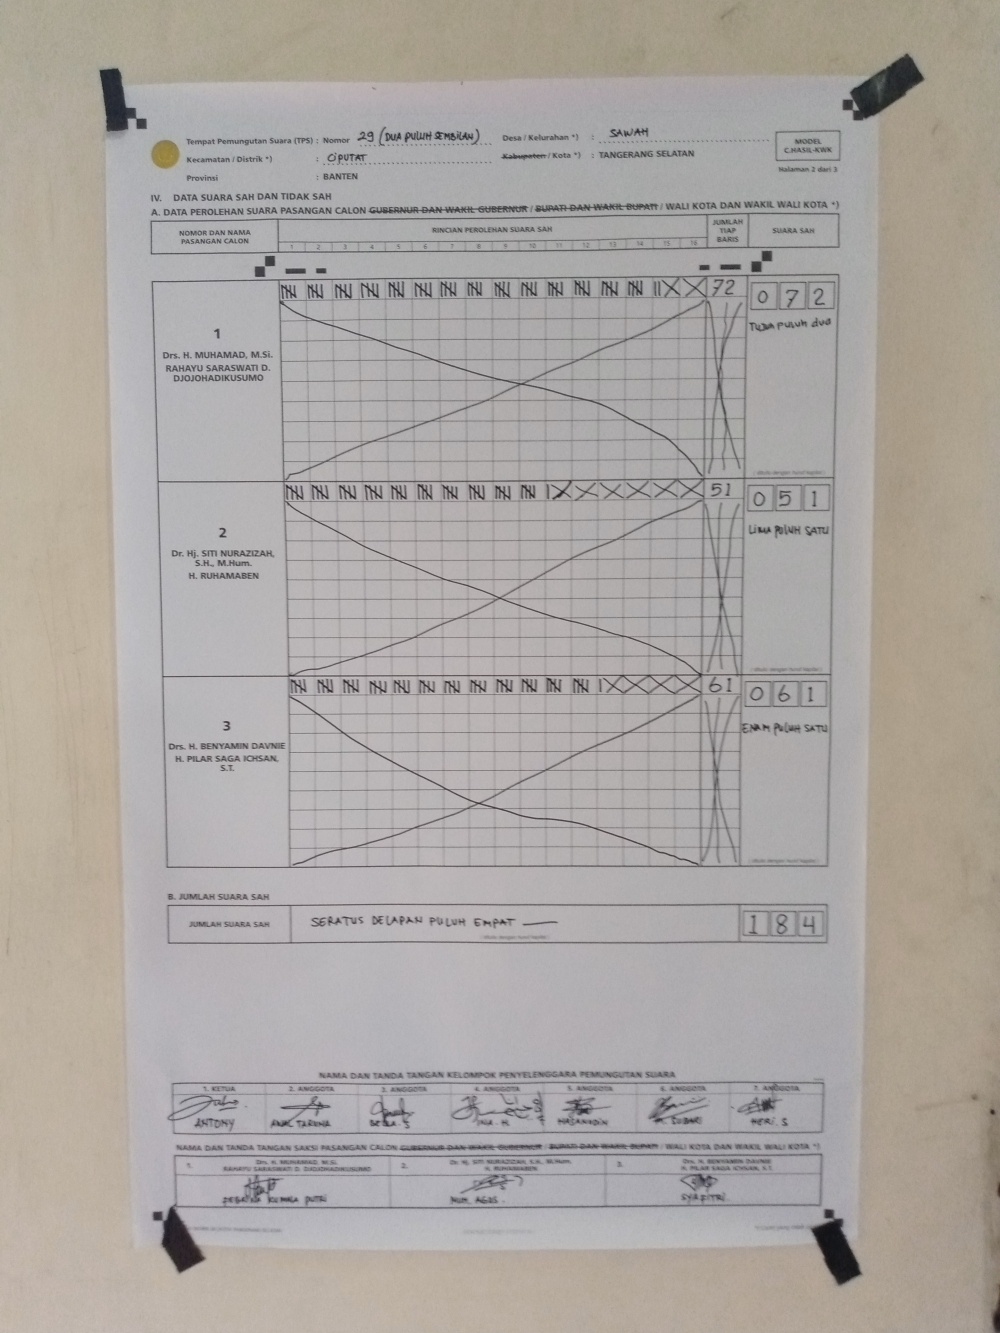 Tempat Pemungutan Suara (TPS) : Nomor 29 (DUA PULUH SEMBILAN) Desa / Kelurahan *) : SAWAH
MODEL
C.HASIL-KWK
Kecamatan / Distrik *) : CIPUTAT Kabupaten / Kota *) : TANGERANG SELATAN
Halaman 2 dari 3
Provinsi : BANTEN
IV. DATA SUARA SAH DAN TIDAK SAH
A. DATA PEROLEHAN SUARA PASANGAN CALON GUBERNUR DAN WAKIL GUBERNUR / BUPATI DAN WAKIL BUPATI / WALI KOTA DAN WAKIL WALI KOTA *)
NOMOR DAN NAMA PASANGAN CALON
RINCIAN PEROLEHAN SUARA SAH
1 2 3 4 5 6 7 8 9 10 11 12 13 14 15 16
JUMLAH TIAP BARIS
SUARA SAH
1
Drs. H. MUHAMAD, M.Si.
RAHAYU SARASWATI D.
DJOJOHADIKUSUMO
72
0 7 2
TUJUH PULUH dua
2
Dr. Hj. SITI NURAZIZAH,
S.H., M.Hum.
H. RUHAMABEN
51
0 5 1
LIMA PULUH SATU
3
Drs. H. BENYAMIN DAVNIE
H. PILAR SAGA ICHSAN,
S.T.
61
0 6 1
ENAM PULUH SATU
B. JUMLAH SUARA SAH
JUMLAH SUARA SAH SERATUS DELAPAN PULUH EMPAT 1 8 4
NAMA DAN TANDA TANGAN KELOMPOK PENYELENGGARA PEMUNGUTAN SUARA
1. KETUA 2. ANGGOTA 3. ANGGOTA 4. ANGGOTA 5. ANGGOTA 6. ANGGOTA 7. ANGGOTA
ANTONY HASANUDIN HERI. S
NAMA DAN TANDA TANGAN SAKSI PASANGAN CALON GUBERNUR DAN WAKIL GUBERNUR / BUPATI DAN WAKIL BUPATI / WALI KOTA DAN WAKIL WALI KOTA *)
1. Drs. H. MUHAMAD, M.Si. 2. Dr. Hj. SITI NURAZIZAH, S.H., M.Hum. 3. Drs. H. BENYAMIN DAVNIE
RAHAYU SARASWATI D. DJOJOHADIKUSUMO H. RUHAMABEN H. PILAR SAGA ICHSAN, S.T.
KUMALA PUTRI MUH. AGUS. SYAFITRI.